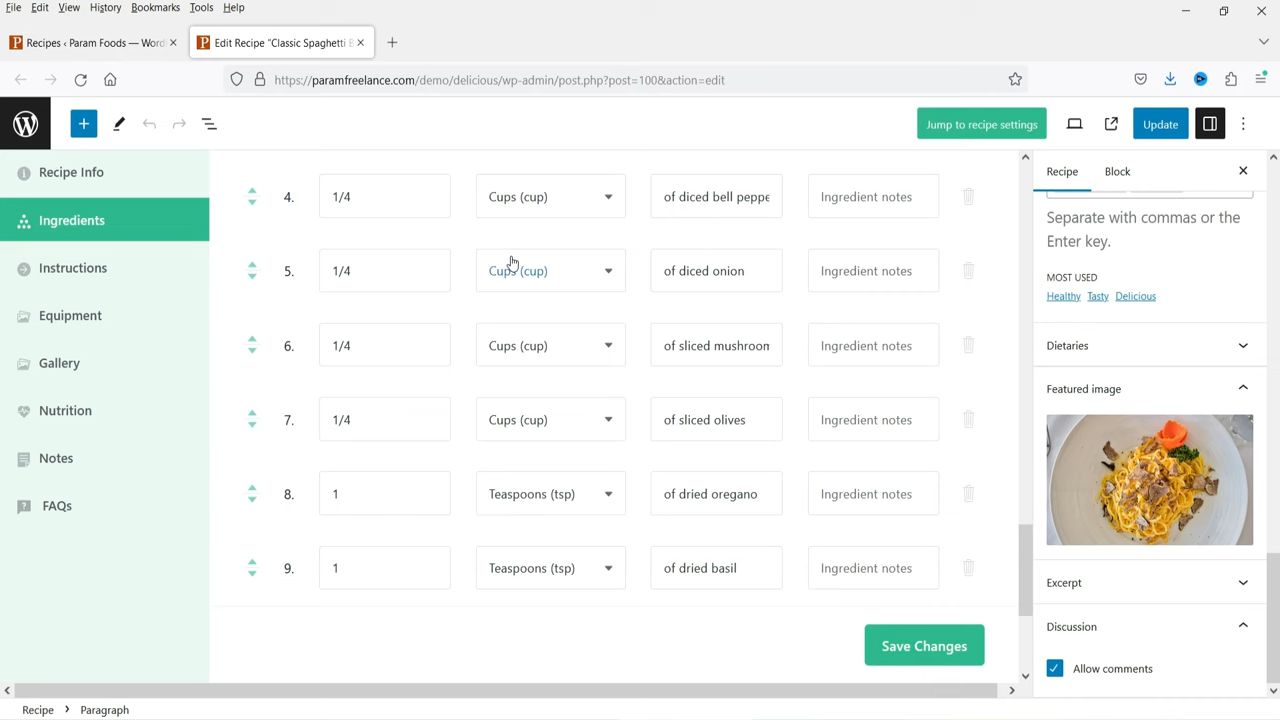 File Edit View History Bookmarks Tools Help
Recipes ‹ Param Foods — Word
Edit Recipe "Classic Spaghetti B
https://paramfreelance.com/demo/delicious/wp-admin/post.php?post=100&action=edit
Jump to recipe settings
Update
Recipe Info
Ingredients
Instructions
Equipment
Gallery
Nutrition
Notes
FAQs
4. 1/4 Cups (cup) of diced bell peppe Ingredient notes
5. 1/4 Cups (cup) of diced onion Ingredient notes
6. 1/4 Cups (cup) of sliced mushroom Ingredient notes
7. 1/4 Cups (cup) of sliced olives Ingredient notes
8. 1 Teaspoons (tsp) of dried oregano Ingredient notes
9. 1 Teaspoons (tsp) of dried basil Ingredient notes
Save Changes
Recipe Block
Separate with commas or the
Enter key.
MOST USED
Healthy Tasty Delicious
Dietaries
Featured image
Excerpt
Discussion
Allow comments
Recipe › Paragraph